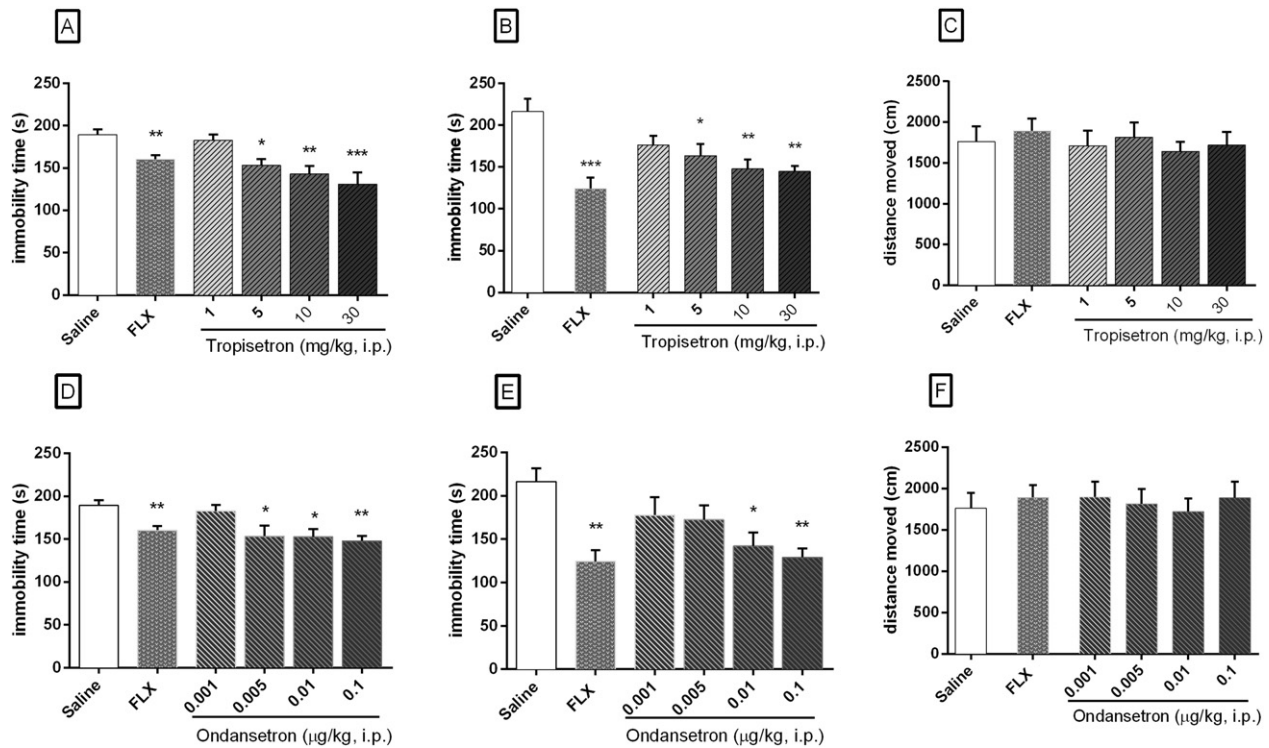 A
immobility time (s)
250
200
150
100
50
0
** * ** ***
Saline FLX 1 5 10 30
Tropisetron (mg/kg, i.p.)
B
immobility time (s)
250
200
150
100
50
0
*** * ** **
Saline FLX 1 5 10 30
Tropisetron (mg/kg, i.p.)
C
distance moved (cm)
2500
2000
1500
1000
500
0
Saline FLX 1 5 10 30
Tropisetron (mg/kg, i.p.)
D
immobility time (s)
250
200
150
100
50
0
** * * **
Saline FLX 0.001 0.005 0.01 0.1
Ondansetron (µg/kg, i.p.)
E
immobility time (s)
250
200
150
100
50
0
** * **
Saline FLX 0.001 0.005 0.01 0.1
Ondansetron (µg/kg, i.p.)
F
distance moved (cm)
2500
2000
1500
1000
500
0
Saline FLX 0.001 0.005 0.01 0.1
Ondansetron (µg/kg, i.p.)